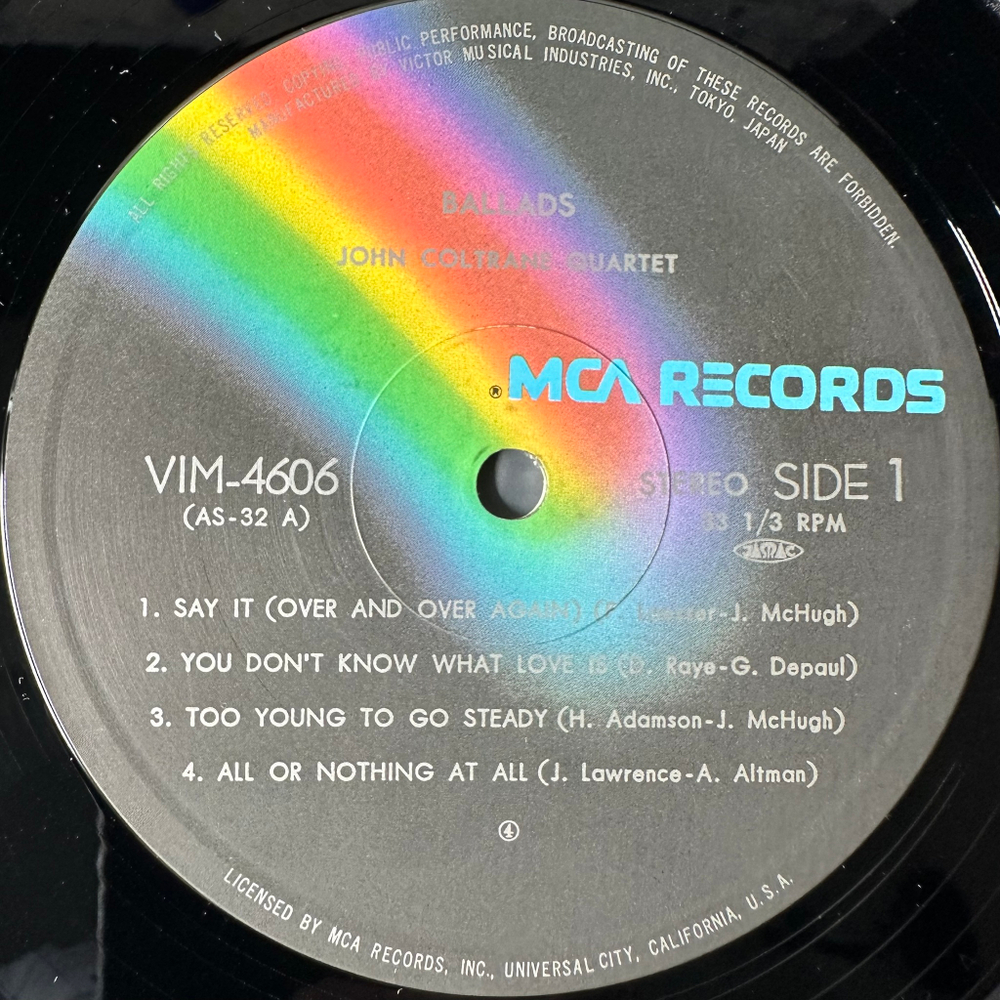 ALL RIGHTS RESERVED COPYING, PUBLIC PERFORMANCE, BROADCASTING OF THESE RECORDS ARE FORBIDDEN.
MANUFACTURED BY VICTOR MUSICAL INDUSTRIES, INC., TOKYO, JAPAN
BALLADS
JOHN COLTRANE QUARTET
® MCA RECORDS
VIM-4606
(AS-32 A)
STEREO SIDE 1
33 1/3 RPM
JASRAC
1. SAY IT (OVER AND OVER AGAIN) (F. Loesser-J. McHugh)
2. YOU DON'T KNOW WHAT LOVE IS (D. Raye-G. Depaul)
3. TOO YOUNG TO GO STEADY (H. Adamson-J. McHugh)
4. ALL OR NOTHING AT ALL (J. Lawrence-A. Altman)
④
LICENSED BY MCA RECORDS, INC., UNIVERSAL CITY, CALIFORNIA, U.S.A.